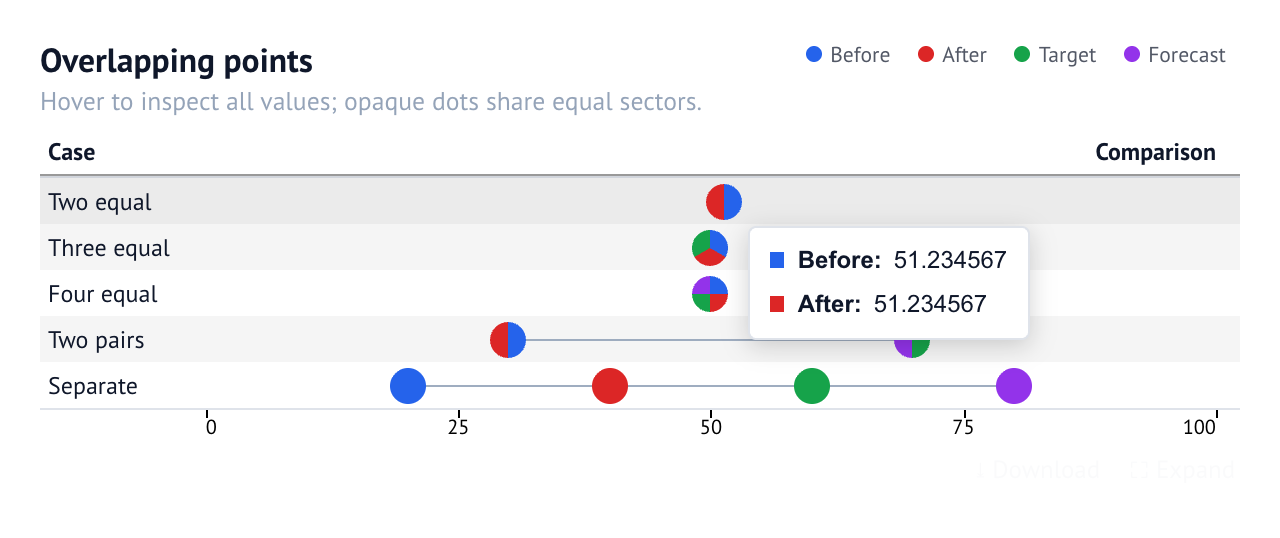 Overlapping points
Before After Target Forecast
Hover to inspect all values; opaque dots share equal sectors.
Case Comparison
Two equal
Three equal
Before: 51.234567
Four equal
After: 51.234567
Two pairs
Separate
0 25 50 75 100
↓ Download Expand